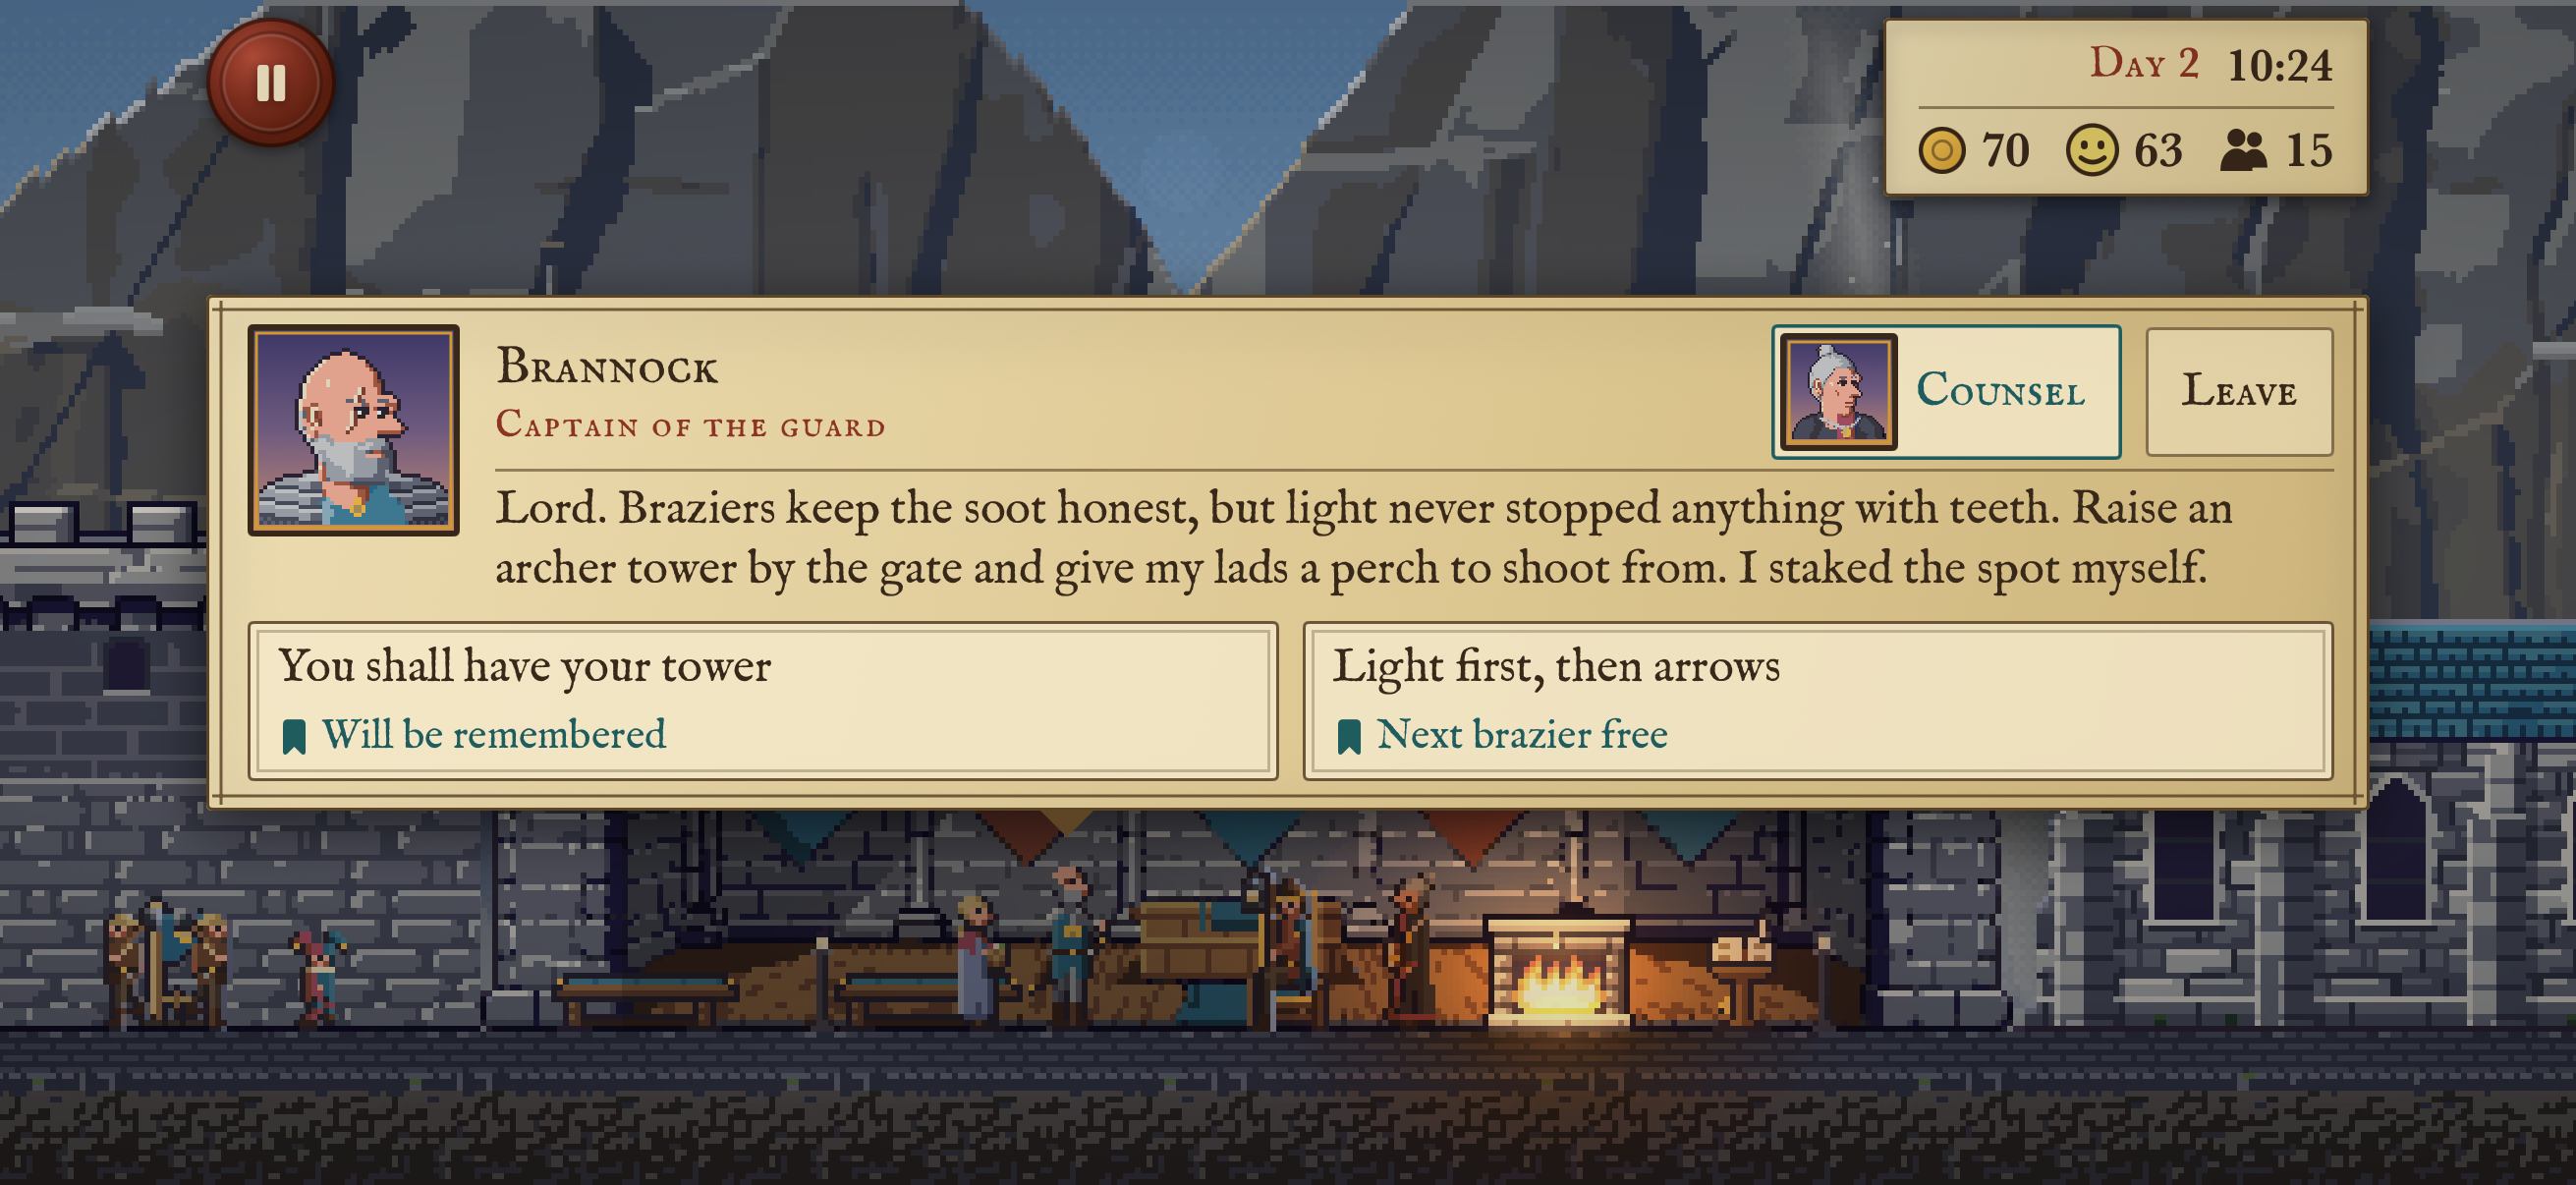 Day 2 10:24
70 63 15
Brannock
Captain of the guard
Counsel
Leave
Lord. Braziers keep the soot honest, but light never stopped anything with teeth. Raise an
archer tower by the gate and give my lads a perch to shoot from. I staked the spot myself.
You shall have your tower
Will be remembered
Light first, then arrows
Next brazier free